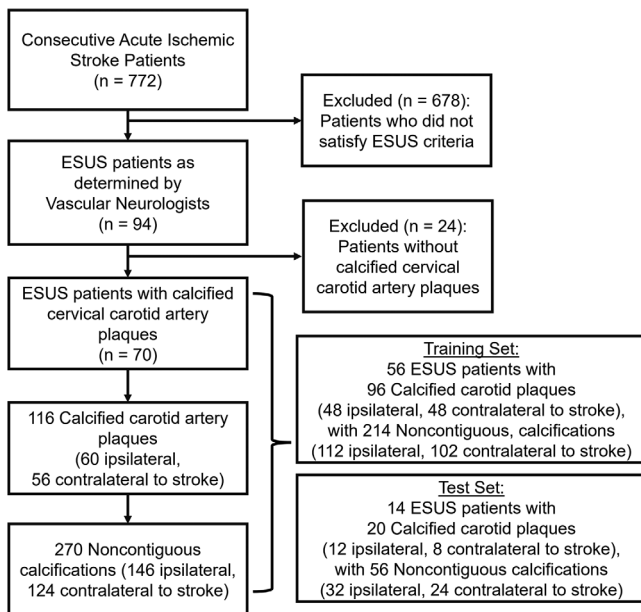 Consecutive Acute Ischemic
Stroke Patients
(n = 772)
Excluded (n = 678):
Patients who did not
satisfy ESUS criteria
ESUS patients as
determined by
Vascular Neurologists
(n = 94)
Excluded (n = 24):
Patients without
calcified cervical
carotid artery plaques
ESUS patients with calcified
cervical carotid artery
plaques
(n = 70)
116 Calcified carotid artery
plaques
(60 ipsilateral,
56 contralateral to stroke)
270 Noncontiguous
calcifications (146 ipsilateral,
124 contralateral to stroke)
Training Set:
56 ESUS patients with
96 Calcified carotid plaques
(48 ipsilateral, 48 contralateral to stroke),
with 214 Noncontiguous, calcifications
(112 ipsilateral, 102 contralateral to stroke)
Test Set:
14 ESUS patients with
20 Calcified carotid plaques
(12 ipsilateral, 8 contralateral to stroke),
with 56 Noncontiguous calcifications
(32 ipsilateral, 24 contralateral to stroke)